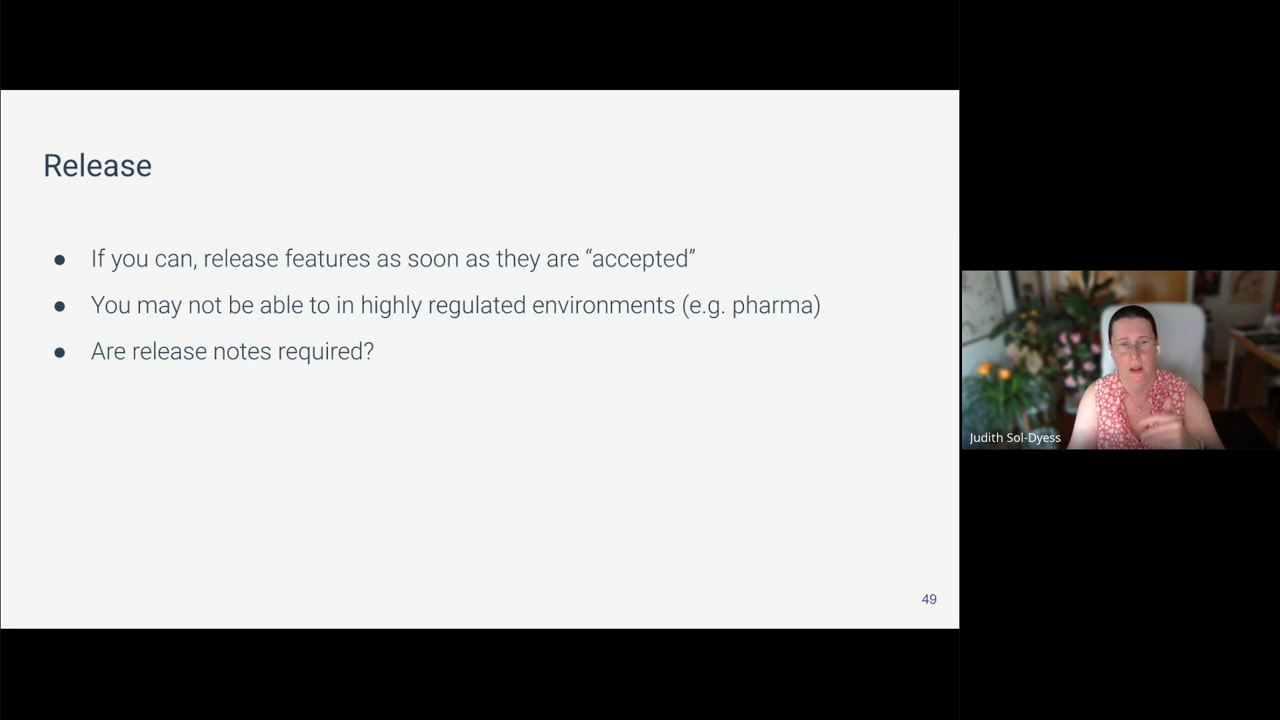 Release
● If you can, release features as soon as they are “accepted”
● You may not be able to in highly regulated environments (e.g. pharma)
● Are release notes required?
49
Judith Sol-Dyess